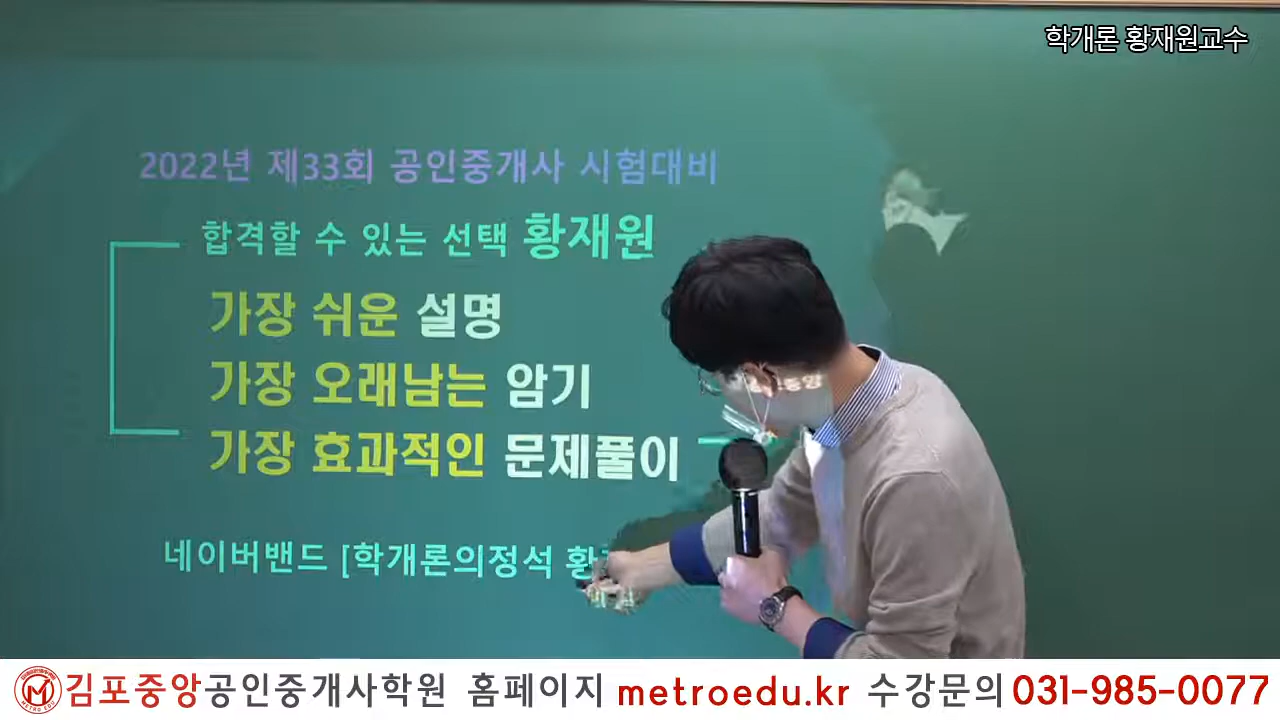 학개론 황재원교수
2022년 제33회 공인중개사 시험대비
합격할 수 있는 선택 황재원
가장 쉬운 설명
가장 오래남는 암기
가장 효과적인 문제풀이
네이버밴드 [학개론의정석 황
김포중앙공인중개사학원 홈페이지 metroedu.kr 수강문의 031-985-0077